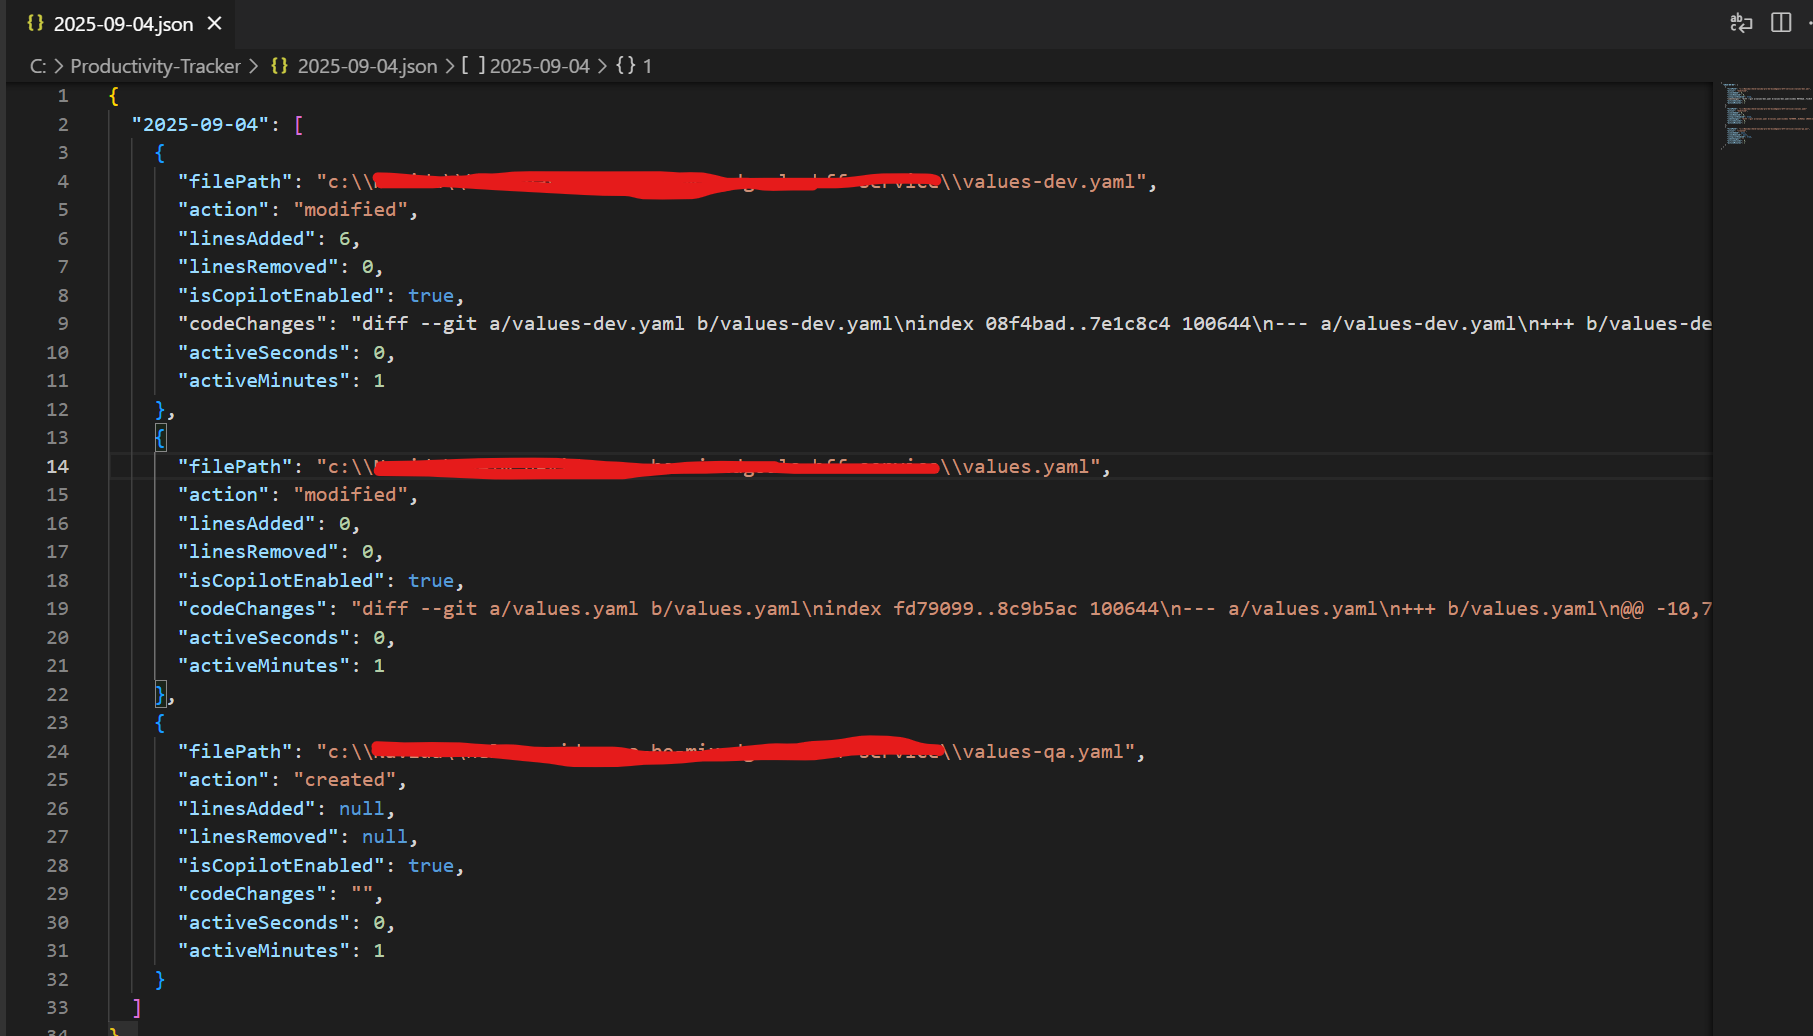 {} 2025-09-04.json ×
C: > Productivity-Tracker > {} 2025-09-04.json > [ ] 2025-09-04 > {} 1
1 {
2 "2025-09-04": [
3 {
4 "filePath": "c:\\ \\values-dev.yaml",
5 "action": "modified",
6 "linesAdded": 6,
7 "linesRemoved": 0,
8 "isCopilotEnabled": true,
9 "codeChanges": "diff --git a/values-dev.yaml b/values-dev.yaml\nindex 08f4bad..7e1c8c4 100644\n--- a/values-dev.yaml\n+++ b/values-de
10 "activeSeconds": 0,
11 "activeMinutes": 1
12 },
13 {
14 "filePath": "c:\\ \\values.yaml",
15 "action": "modified",
16 "linesAdded": 0,
17 "linesRemoved": 0,
18 "isCopilotEnabled": true,
19 "codeChanges": "diff --git a/values.yaml b/values.yaml\nindex fd79099..8c9b5ac 100644\n--- a/values.yaml\n+++ b/values.yaml\n@@ -10,7
20 "activeSeconds": 0,
21 "activeMinutes": 1
22 },
23 {
24 "filePath": "c:\\ \\values-qa.yaml",
25 "action": "created",
26 "linesAdded": null,
27 "linesRemoved": null,
28 "isCopilotEnabled": true,
29 "codeChanges": "",
30 "activeSeconds": 0,
31 "activeMinutes": 1
32 }
33 ]
34 }